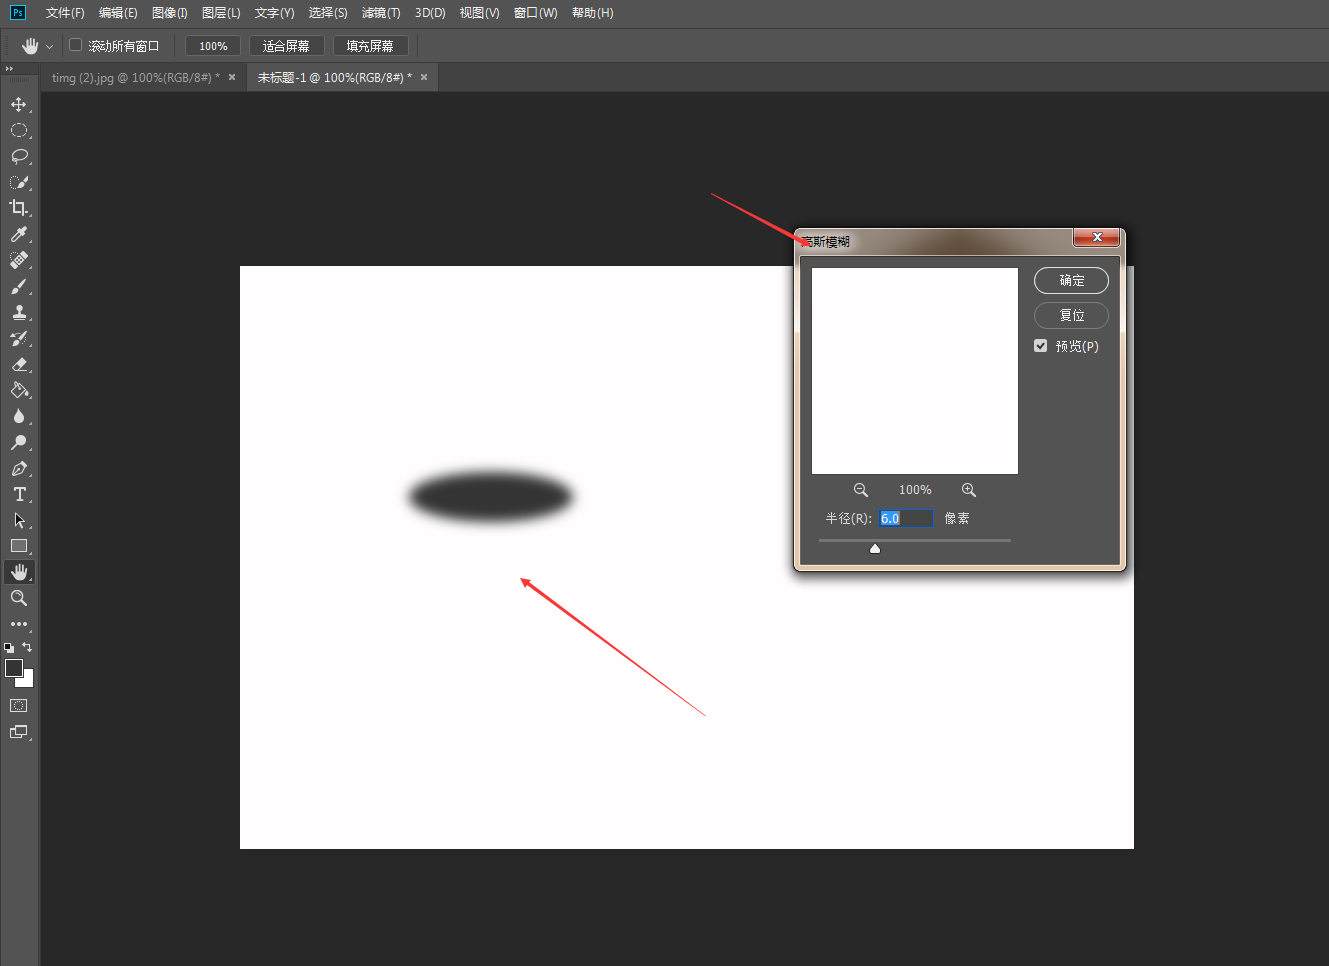 Ps 文件(F) 编辑(E) 图像(I) 图层(L) 文字(Y) 选择(S) 滤镜(T) 3D(D) 视图(V) 窗口(W) 帮助(H)
滚动所有窗口 100% 适合屏幕 填充屏幕
timg (2).jpg @ 100%(RGB/8#) * × 未标题-1 @ 100%(RGB/8#) * ×
高斯模糊
确定
复位
预览(P)
100%
半径(R): 6.0 像素